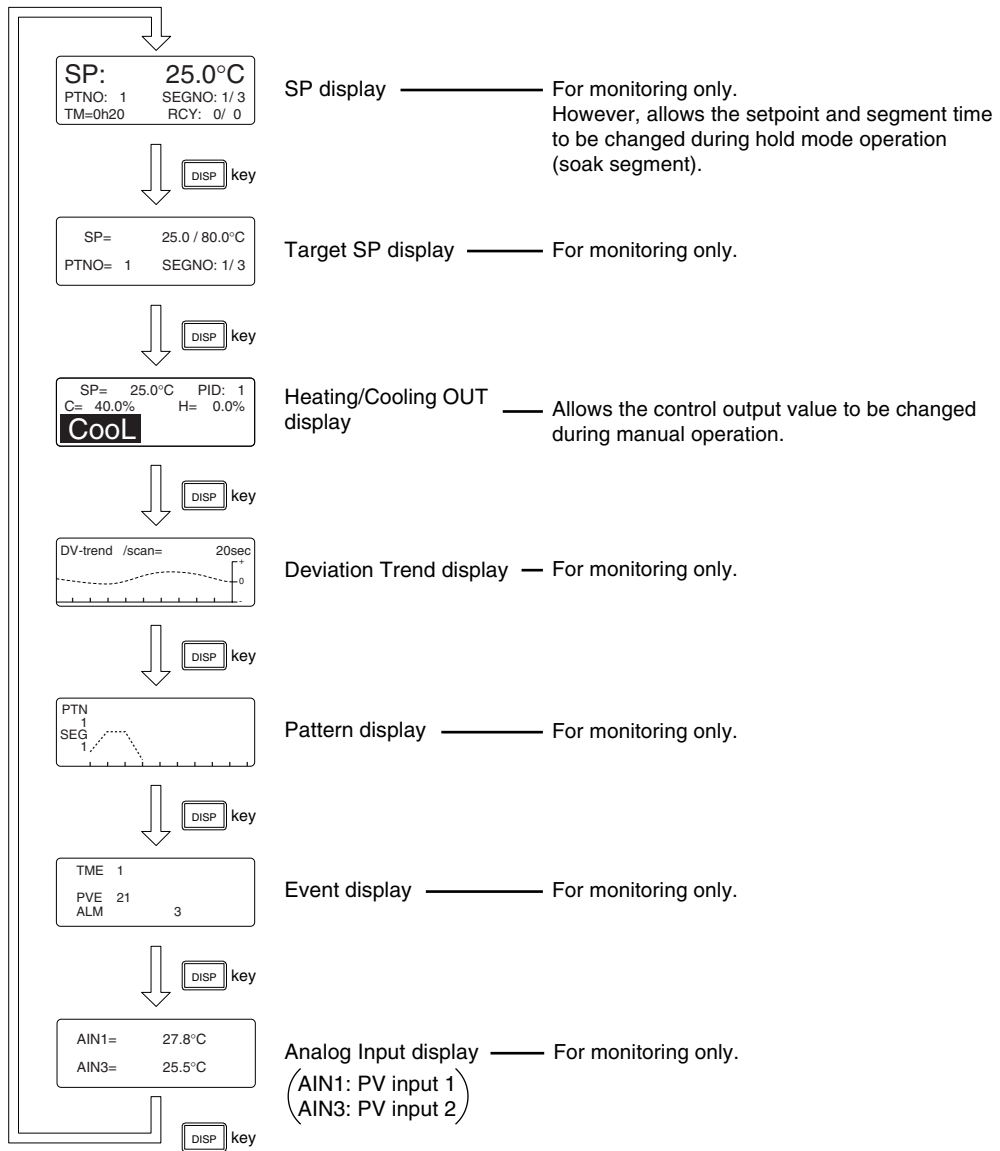 SP: 25.0°C
PTNO: 1 SEGNO: 1/ 3
TM=0h20 RCY: 0/ 0
SP display
For monitoring only.
However, allows the setpoint and segment time
to be changed during hold mode operation
(soak segment).
DISP key
SP= 25.0 / 80.0°C
PTNO= 1 SEGNO: 1/ 3
Target SP display
For monitoring only.
DISP key
SP= 25.0°C PID: 1
C= 40.0% H= 0.0%
CooL
Heating/Cooling OUT
display
Allows the control output value to be changed
during manual operation.
DISP key
DV-trend /scan= 20sec
+
0
-
Deviation Trend display
For monitoring only.
DISP key
PTN
1
SEG
1
Pattern display
For monitoring only.
DISP key
TME 1
PVE 21
ALM 3
Event display
For monitoring only.
DISP key
AIN1= 27.8°C
AIN3= 25.5°C
Analog Input display
For monitoring only.
(AIN1: PV input 1
AIN3: PV input 2)
DISP key